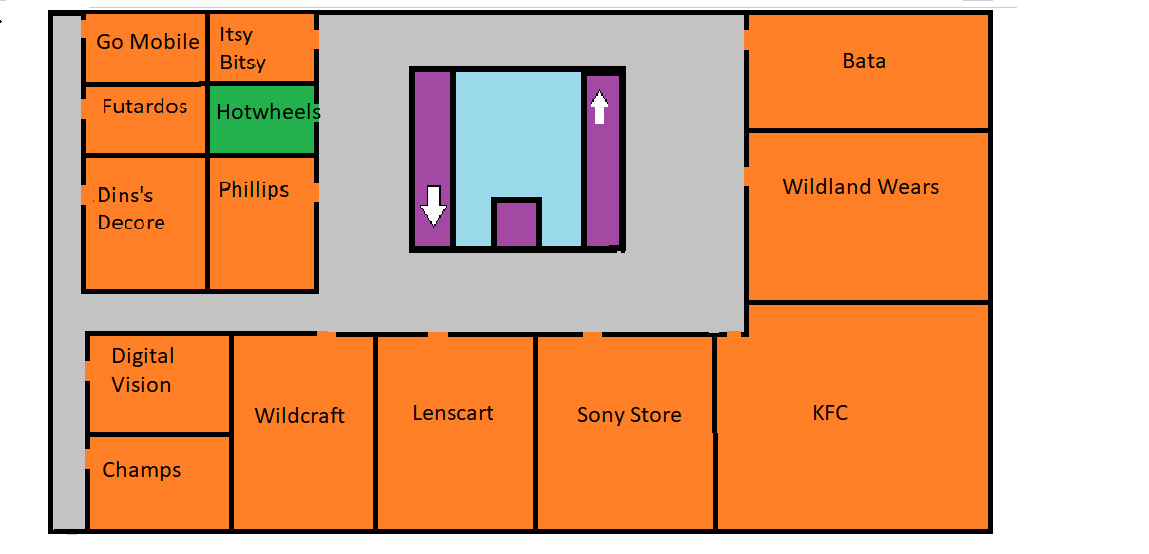 Go Mobile
Itsy
Bitsy
Bata
Futardos
Hotwheels
Dins's
Decore
Phillips
Wildland Wears
Digital
Vision
Wildcraft
Lenscart
Sony Store
KFC
Champs